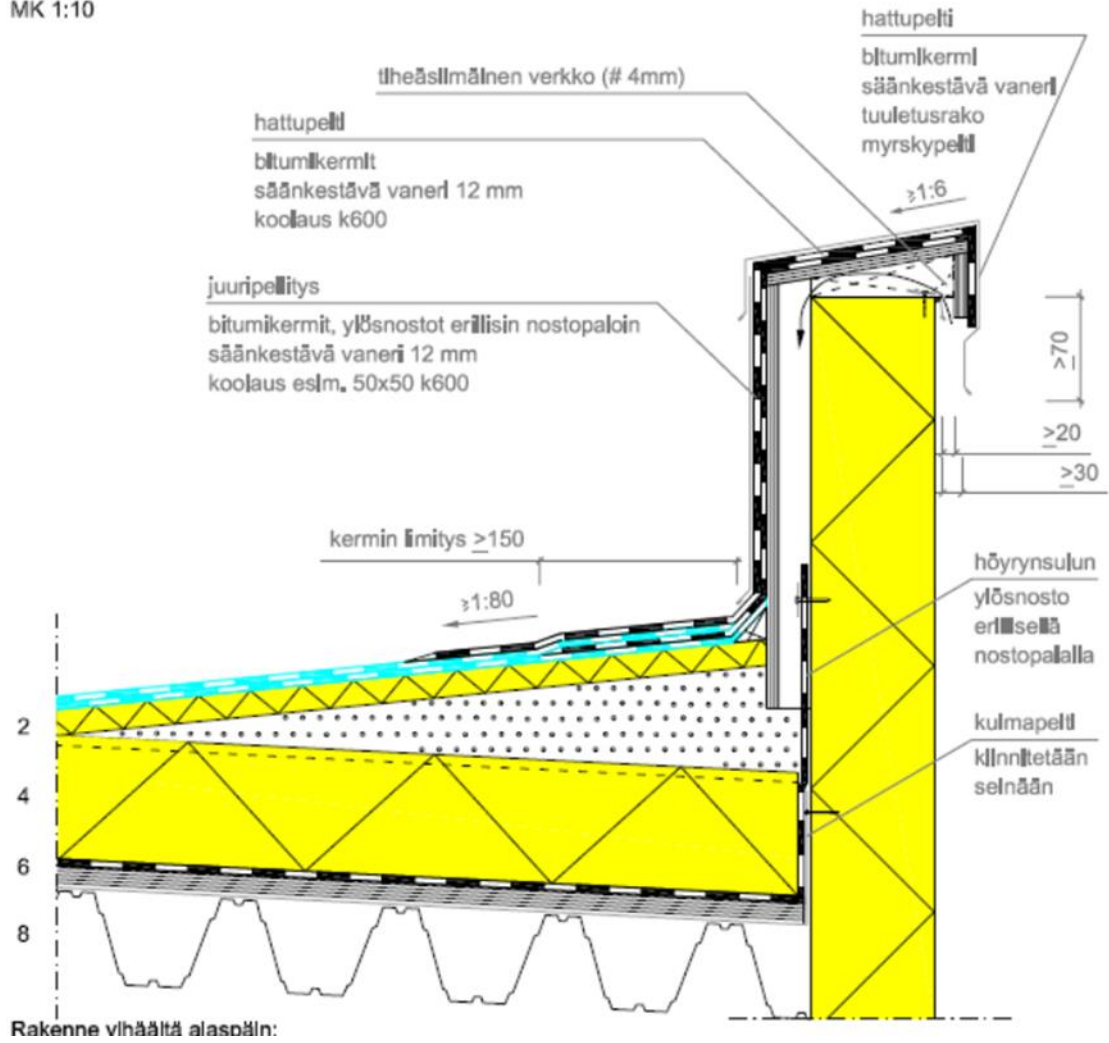 MK 1:10
hattupelti
bitumikermi
säänkestävä vaneri
tuuletusrako
myrskypelti
tiheäsilmäinen verkko (# 4mm)
hattupelti
bitumikermit
säänkestävä vaneri 12 mm
koolaus k600
≥1:6
juuripellitys
bitumikermit, ylösnostot erillisin nostopaloin
säänkestävä vaneri 12 mm
koolaus esim. 50x50 k600
≥70
≥20
≥30
kermin limitys ≥150
≥1:80
höyrynsulun
ylösnosto
erillisellä
nostopalalla
kulmapelti
kiinnitetään
seinään
2
4
6
8
Rakenne ylhäältä alaspäin: